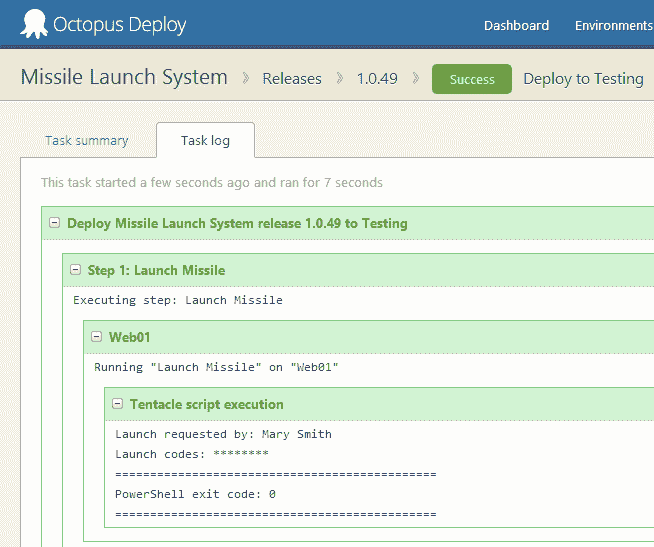 Octopus Deploy Dashboard Environments
Missile Launch System » Releases » 1.0.49 » Success Deploy to Testing
Task summary Task log
This task started a few seconds ago and ran for 7 seconds
Deploy Missile Launch System release 1.0.49 to Testing
Step 1: Launch Missile
Executing step: Launch Missile
Web01
Running "Launch Missile" on "Web01"
Tentacle script execution
Launch requested by: Mary Smith
Launch codes: ********
==============================================
PowerShell exit code: 0
==============================================